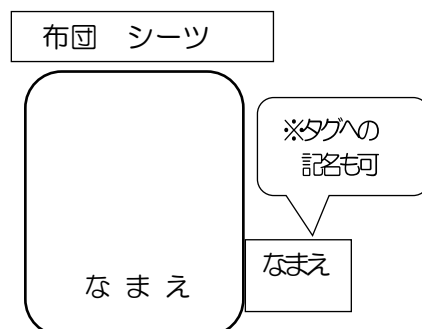 布団　シーツ
※タグへの
記名も可
なまえ
な ま え